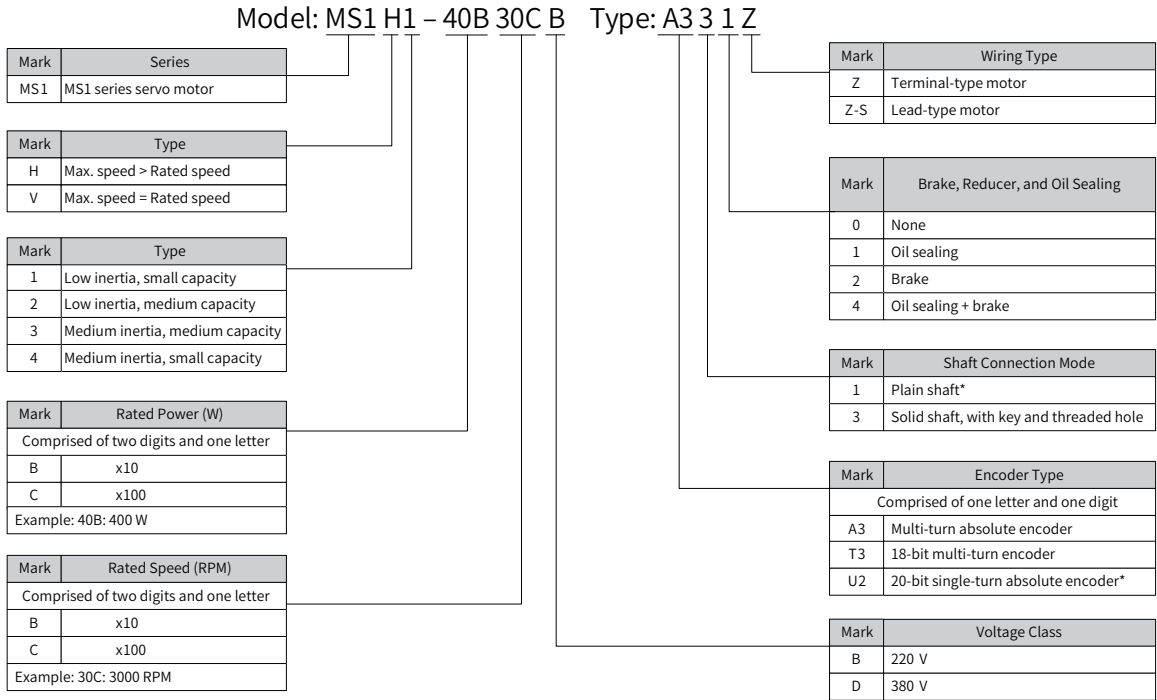 Model: MS1 H1 – 40B 30C B Type: A3 3 1 Z
Mark Series
MS1 MS1 series servo motor
Mark Type
H Max. speed > Rated speed
V Max. speed = Rated speed
Mark Type
1 Low inertia, small capacity
2 Low inertia, medium capacity
3 Medium inertia, medium capacity
4 Medium inertia, small capacity
Mark Rated Power (W)
Comprised of two digits and one letter
B x10
C x100
Example: 40B: 400 W
Mark Rated Speed (RPM)
Comprised of two digits and one letter
B x10
C x100
Example: 30C: 3000 RPM
Mark Wiring Type
Z Terminal-type motor
Z-S Lead-type motor
Mark Brake, Reducer, and Oil Sealing
0 None
1 Oil sealing
2 Brake
4 Oil sealing + brake
Mark Shaft Connection Mode
1 Plain shaft*
3 Solid shaft, with key and threaded hole
Mark Encoder Type
Comprised of one letter and one digit
A3 Multi-turn absolute encoder
T3 18-bit multi-turn encoder
U2 20-bit single-turn absolute encoder*
Mark Voltage Class
B 220 V
D 380 V